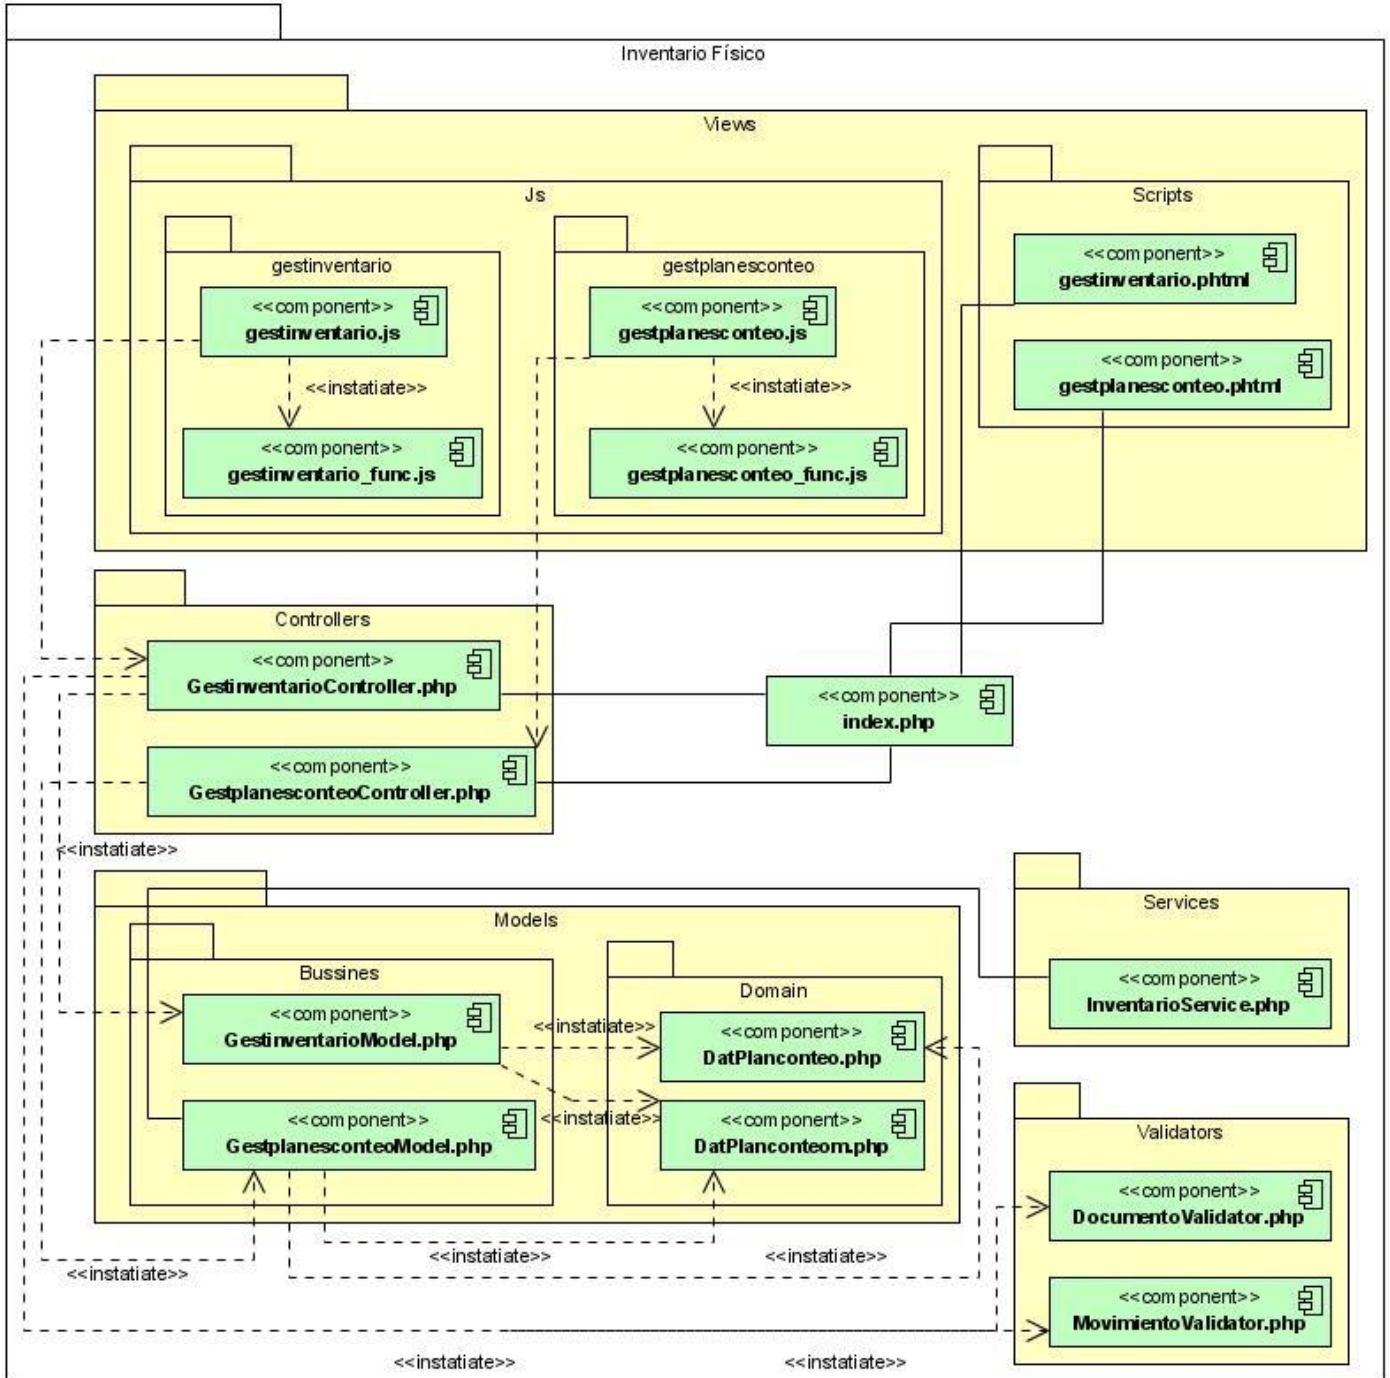 Inventario Físico
Views
Js
Scripts
gestinventario
gestplanesconteo
<<component>>
gestinventario.phtml
<<component>>
gestinventario.js
<<component>>
gestplanesconteo.js
<<component>>
gestplanesconteo.phtml
<<instatiate>>
<<instatiate>>
<<component>>
gestinventario_func.js
<<component>>
gestplanesconteo_func.js
Controllers
<<component>>
GestinventarioController.php
<<component>>
index.php
<<component>>
GestplanesconteoController.php
<<instatiate>>
Models
Services
Bussines
Domain
<<component>>
InventarioService.php
<<component>>
GestinventarioModel.php
<<instatiate>>
<<component>>
DatPlanconteo.php
<<component>>
GestplanesconteoModel.php
<<instatiate>>
<<component>>
DatPlanconteom.php
Validators
<<component>>
DocumentoValidator.php
<<instatiate>>
<<instatiate>>
<<instatiate>>
<<component>>
MovimientoValidator.php
<<instatiate>>
<<instatiate>>